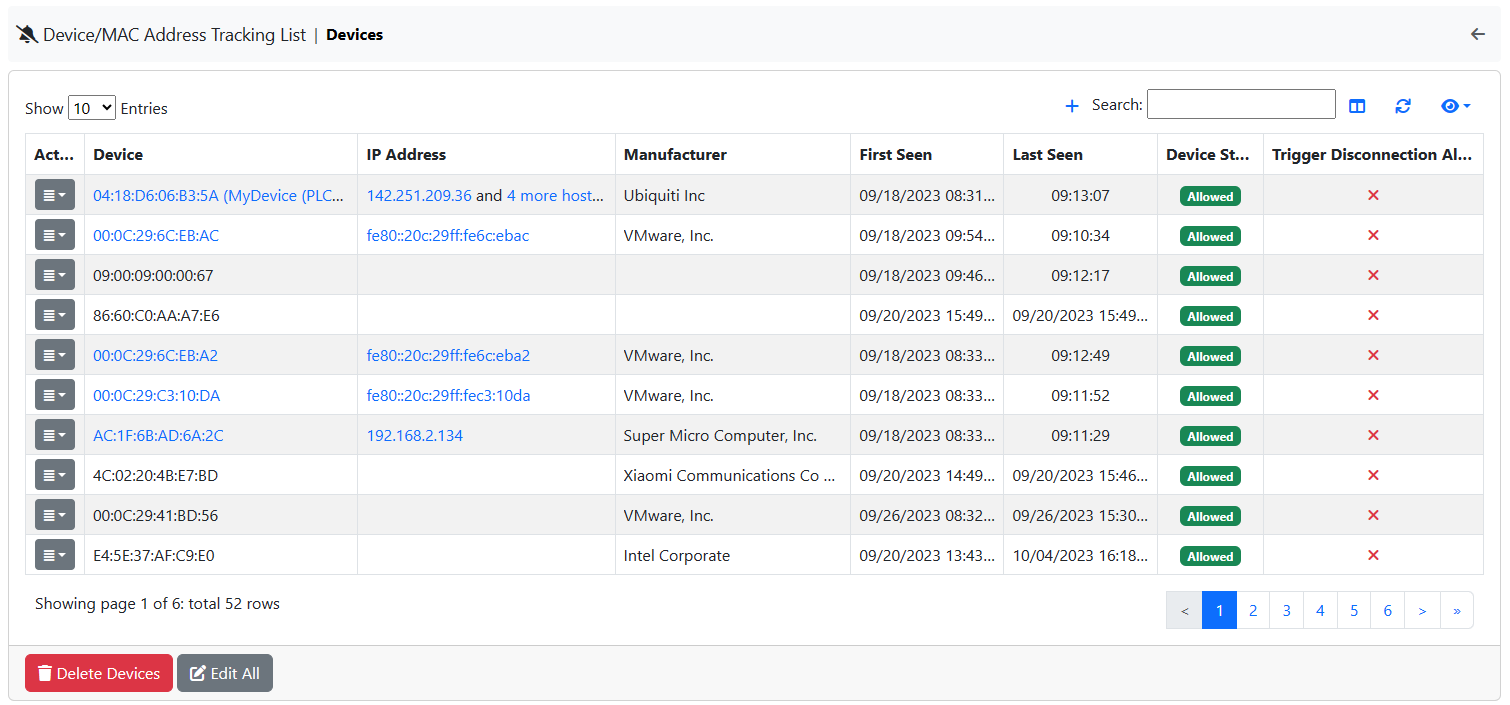 Device/MAC Address Tracking List | Devices
Show 10 Entries Search:
Act... Device IP Address Manufacturer First Seen Last Seen Device St... Trigger Disconnection Al...
04:18:D6:06:B3:5A (MyDevice (PLC... 142.251.209.36 and 4 more host... Ubiquiti Inc 09/18/2023 08:31... 09:13:07 Allowed
00:0C:29:6C:EB:AC fe80::20c:29ff:fe6c:ebac VMware, Inc. 09/18/2023 09:54... 09:10:34 Allowed
09:00:09:00:00:67 09/18/2023 09:46... 09:12:17 Allowed
86:60:C0:AA:A7:E6 09/20/2023 15:49... 09/20/2023 15:49... Allowed
00:0C:29:6C:EB:A2 fe80::20c:29ff:fe6c:eba2 VMware, Inc. 09/18/2023 08:33... 09:12:49 Allowed
00:0C:29:C3:10:DA fe80::20c:29ff:fec3:10da VMware, Inc. 09/18/2023 08:33... 09:11:52 Allowed
AC:1F:6B:AD:6A:2C 192.168.2.134 Super Micro Computer, Inc. 09/18/2023 08:33... 09:11:29 Allowed
4C:02:20:4B:E7:BD Xiaomi Communications Co ... 09/20/2023 14:49... 09/20/2023 15:46... Allowed
00:0C:29:41:BD:56 VMware, Inc. 09/26/2023 08:32... 09/26/2023 15:30... Allowed
E4:5E:37:AF:C9:E0 Intel Corporate 09/20/2023 13:43... 10/04/2023 16:18... Allowed
Showing page 1 of 6: total 52 rows < 1 2 3 4 5 6 > »
Delete Devices Edit All